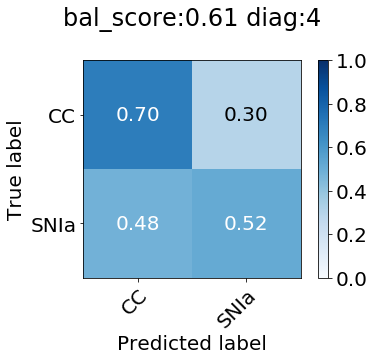 bal_score:0.61 diag:4
True label
CC
SNIa
0.70 0.30
0.48 0.52
CC SNIa
Predicted label
1.0
0.8
0.6
0.4
0.2
0.0